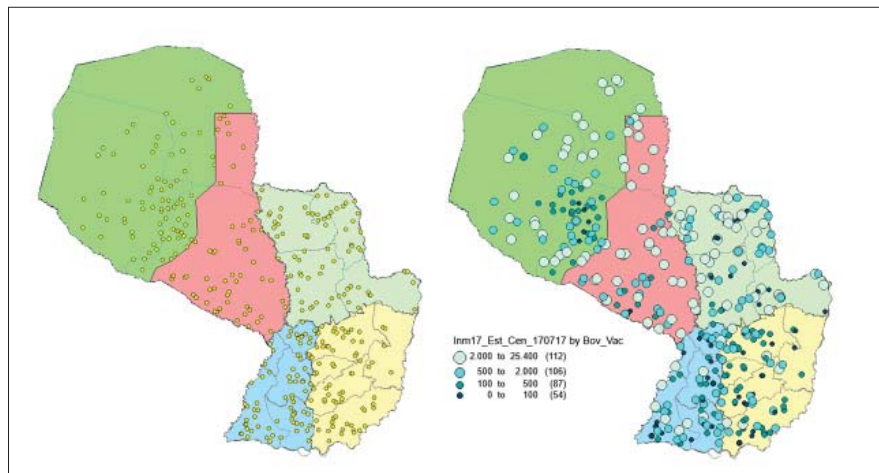 Inm17_Est_Cen_170717 by Bov_Vac
2.000 to 25.400 (112)
500 to 2.000 (106)
100 to 500 (87)
0 to 100 (54)